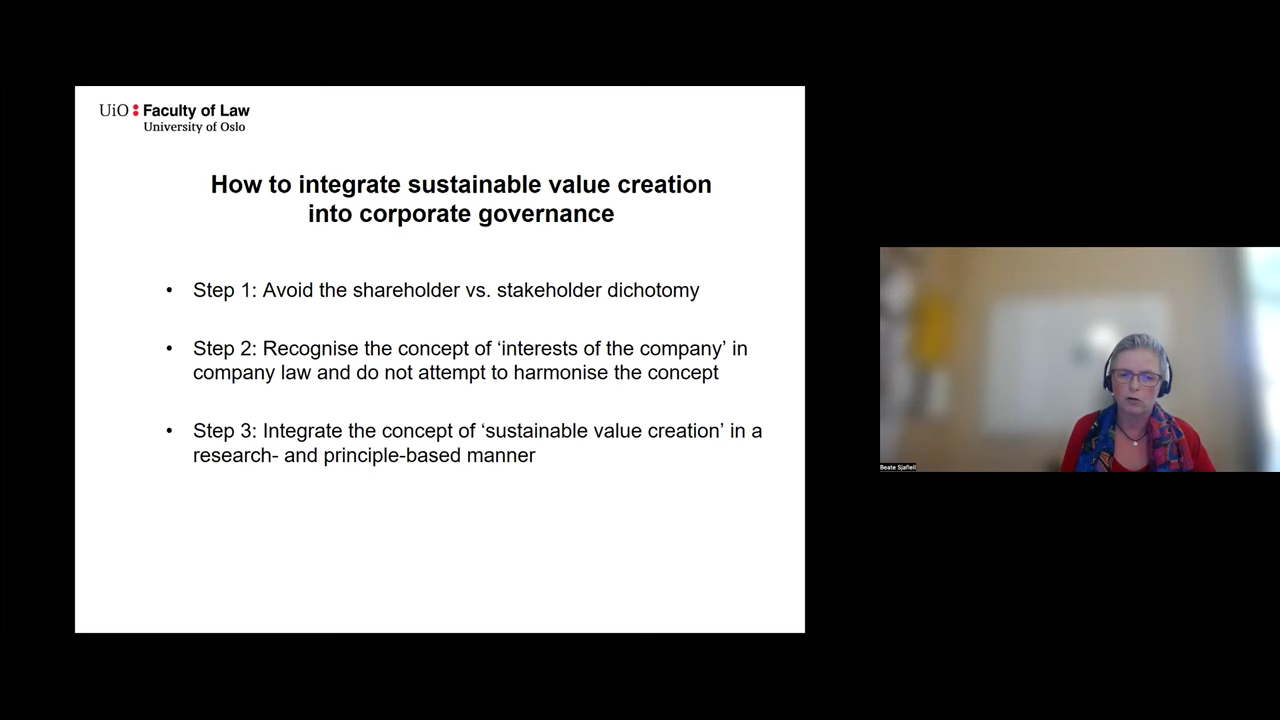 UiO : Faculty of Law
University of Oslo
How to integrate sustainable value creation
into corporate governance
• Step 1: Avoid the shareholder vs. stakeholder dichotomy
• Step 2: Recognise the concept of ‘interests of the company’ in
company law and do not attempt to harmonise the concept
• Step 3: Integrate the concept of ‘sustainable value creation’ in a
research- and principle-based manner
Beate Sjafjell